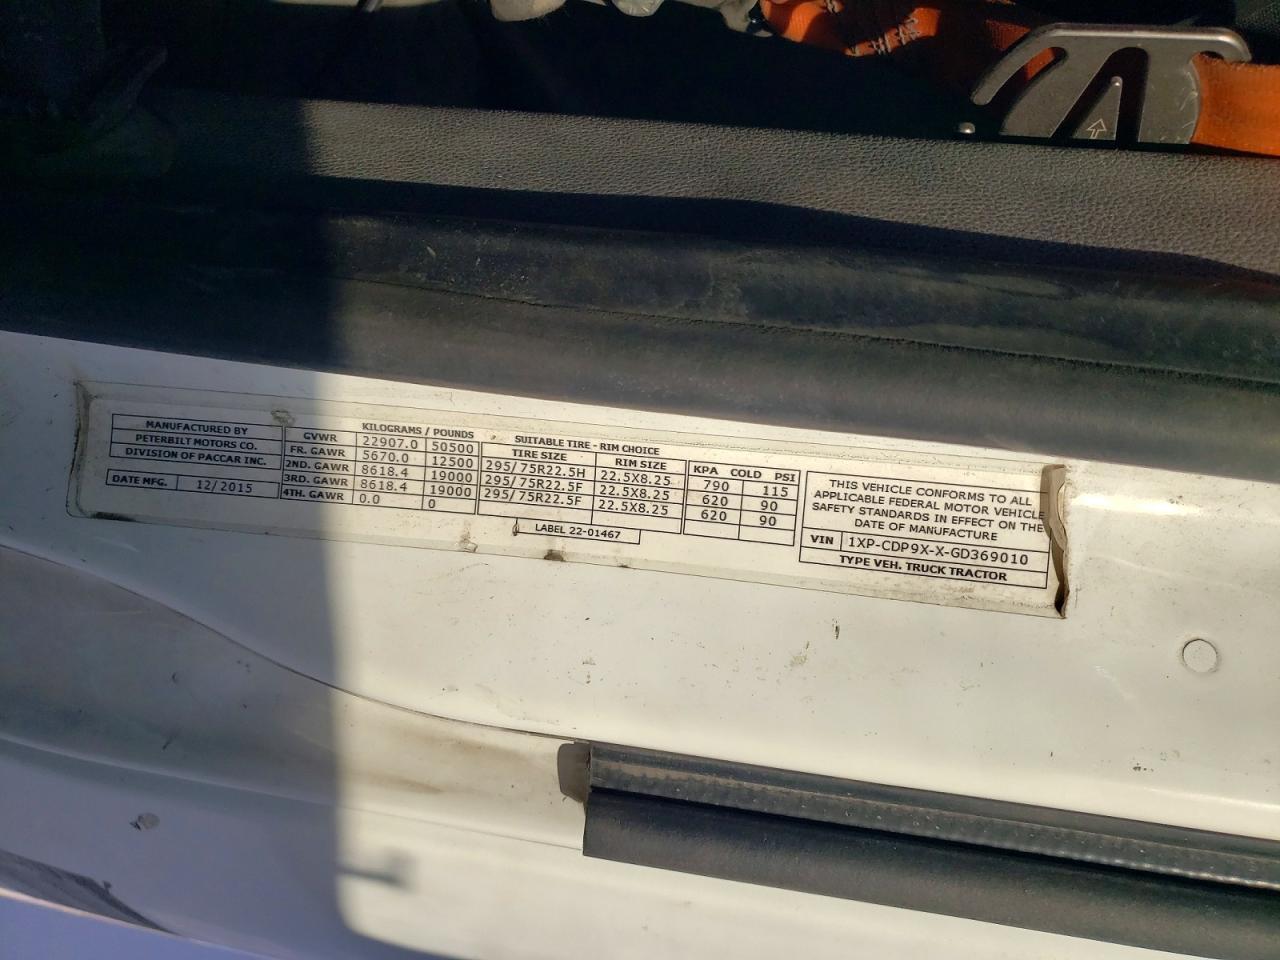 MANUFACTURED BY
PETERBILT MOTORS CO.
DIVISION OF PACCAR INC.
DATE MFG. 12/2015
KILOGRAMS / POUNDS
GVWR 22907.0 50500
FR. GAWR 5670.0 12500
2ND. GAWR 8618.4 19000
3RD. GAWR 8618.4 19000
4TH. GAWR 0.0 0
SUITABLE TIRE - RIM CHOICE
TIRE SIZE RIM SIZE KPA COLD PSI
295/75R22.5H 22.5X8.25 790 115
295/75R22.5F 22.5X8.25 620 90
295/75R22.5F 22.5X8.25 620 90
LABEL 22-01467
THIS VEHICLE CONFORMS TO ALL
APPLICABLE FEDERAL MOTOR VEHICLE
SAFETY STANDARDS IN EFFECT ON THE
DATE OF MANUFACTURE
VIN 1XP-CDP9X-X-GD369010
TYPE VEH. TRUCK TRACTOR